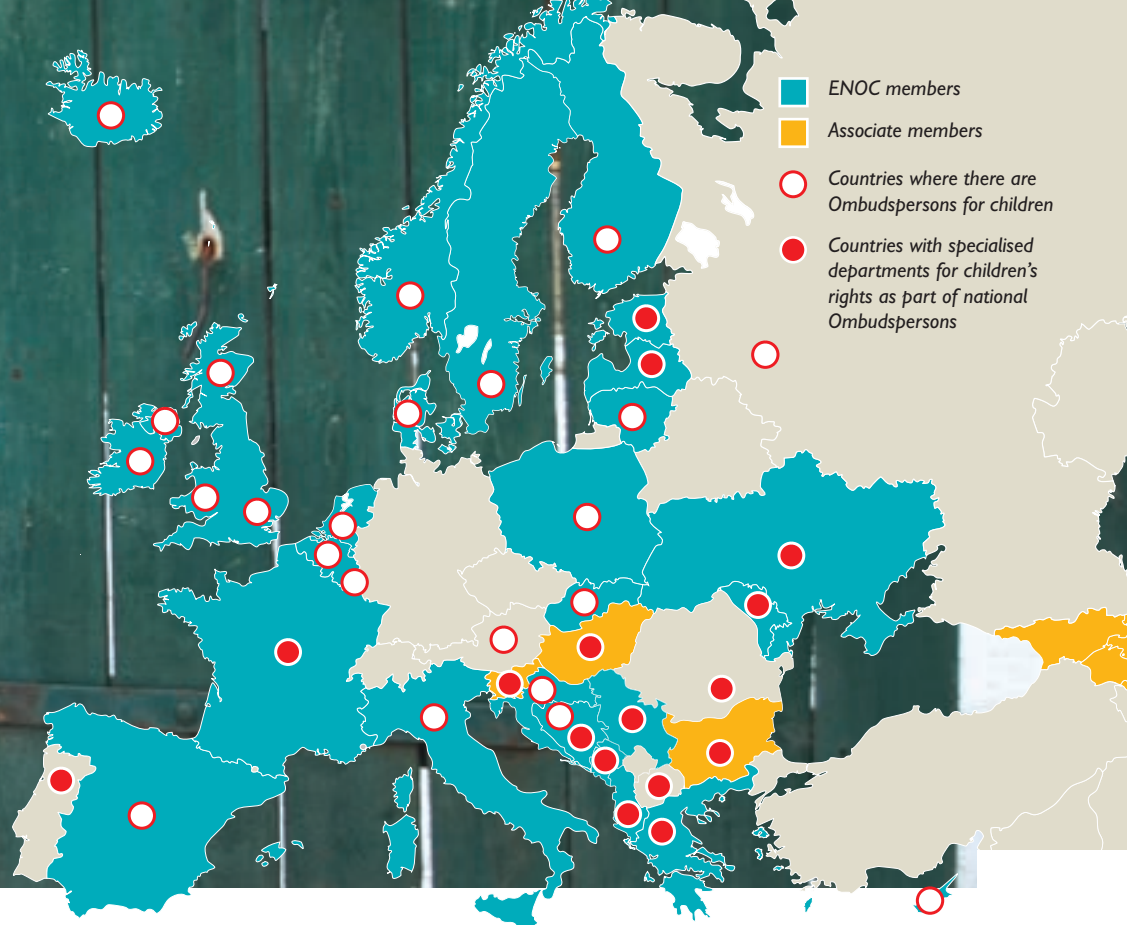 ENOC members
Associate members
Countries where there are
Ombudspersons for children
Countries with specialised
departments for children's
rights as part of national
Ombudspersons